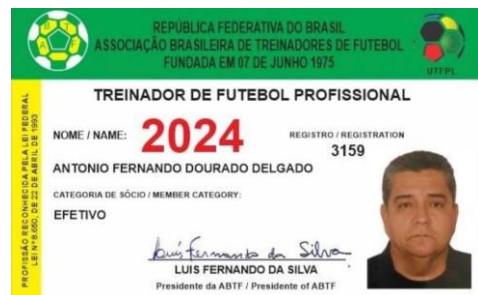 REPÚBLICA FEDERATIVA DO BRASIL
ASSOCIAÇÃO BRASILEIRA DE TREINADORES DE FUTEBOL
FUNDADA EM 07 DE JUNHO 1975
UTFPL
TREINADOR DE FUTEBOL PROFISSIONAL
PROFISSÃO RECONHECIDA PELA LEI FEDERAL
LEI Nº 8.650, DE 22 DE ABRIL DE 1993
NOME / NAME: 2024
REGISTRO / REGISTRATION
3159
ANTONIO FERNANDO DOURADO DELGADO
CATEGORIA DE SÓCIO / MEMBER CATEGORY:
EFETIVO
Luis Fernando da Silva
LUIS FERNANDO DA SILVA
Presidente da ABTF / President of ABTF